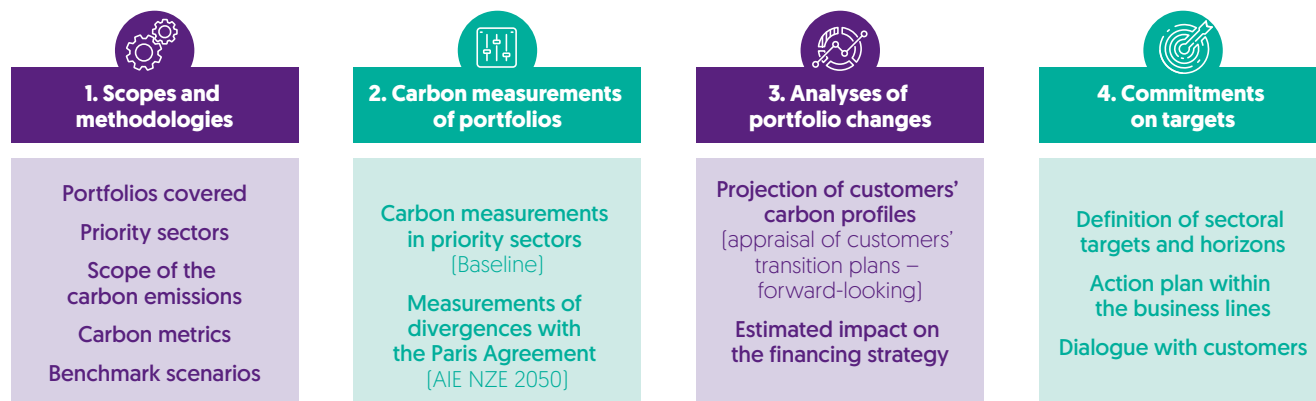 1. Scopes and
methodologies
Portfolios covered
Priority sectors
Scope of the
carbon emissions
Carbon metrics
Benchmark scenarios
2. Carbon measurements
of portfolios
Carbon measurements
in priority sectors
(Baseline)
Measurements of
divergences with
the Paris Agreement
(AIE NZE 2050)
3. Analyses of
portfolio changes
Projection of customers’
carbon profiles
(appraisal of customers’
transition plans –
forward-looking)
Estimated impact on
the financing strategy
4. Commitments
on targets
Definition of sectoral
targets and horizons
Action plan within
the business lines
Dialogue with customers